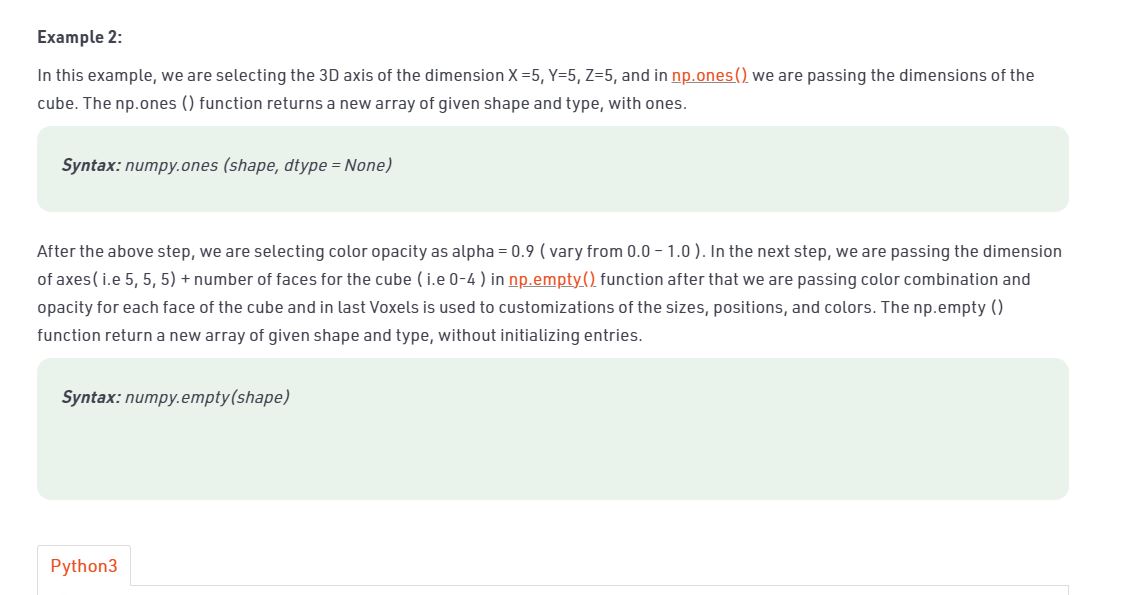 Example 2:
In this example, we are selecting the 3D axis of the dimension X =5, Y=5, Z=5, and in np.ones() we are passing the dimensions of the
cube. The np.ones () function returns a new array of given shape and type, with ones.
Syntax: numpy.ones (shape, dtype = None)
After the above step, we are selecting color opacity as alpha = 0.9 ( vary from 0.0 – 1.0 ). In the next step, we are passing the dimension
of axes( i.e 5, 5, 5) + number of faces for the cube ( i.e 0-4 ) in np.empty() function after that we are passing color combination and
opacity for each face of the cube and in last Voxels is used to customizations of the sizes, positions, and colors. The np.empty ()
function return a new array of given shape and type, without initializing entries.
Syntax: numpy.empty(shape)
Python3